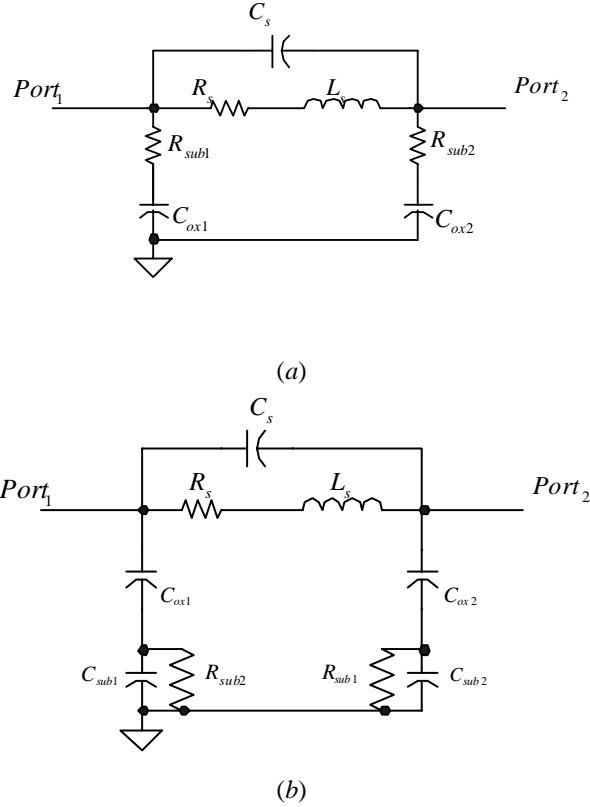 C_s
Port_1 R_s L_s Port_2
R_sub1 R_sub2
C_ox1 C_ox2
(a)
C_s
Port_1 R_s L_s Port_2
C_ox1 C_ox2
C_sub1 R_sub2 R_sub1 C_sub2
(b)